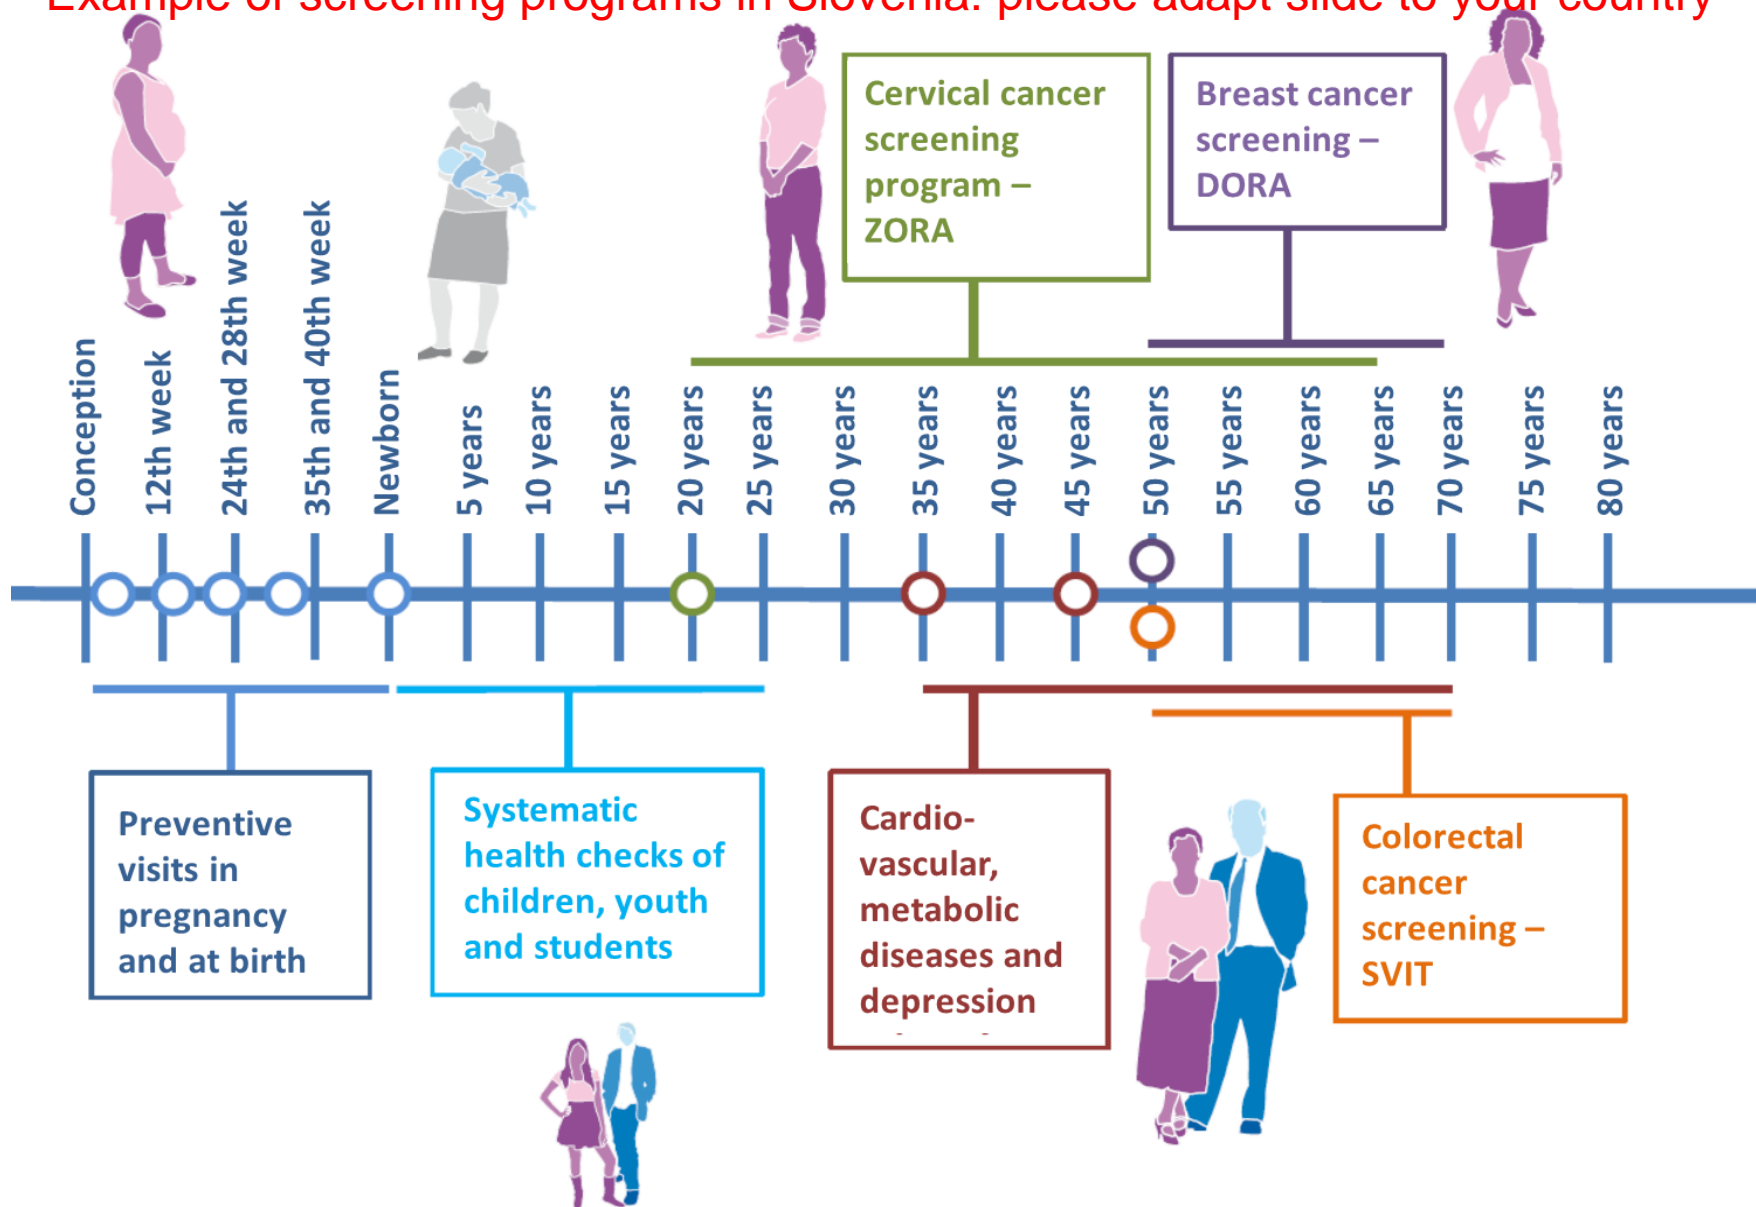 Example of screening programs in Slovenia: please adapt slide to your country
Cervical cancer
screening
program –
ZORA
Breast cancer
screening –
DORA
Conception
12th week
24th and 28th week
35th and 40th week
Newborn
5 years
10 years
15 years
20 years
25 years
30 years
35 years
40 years
45 years
50 years
55 years
60 years
65 years
70 years
75 years
80 years
Preventive
visits in
pregnancy
and at birth
Systematic
health checks of
children, youth
and students
Cardio-
vascular,
metabolic
diseases and
depression
Colorectal
cancer
screening –
SVIT